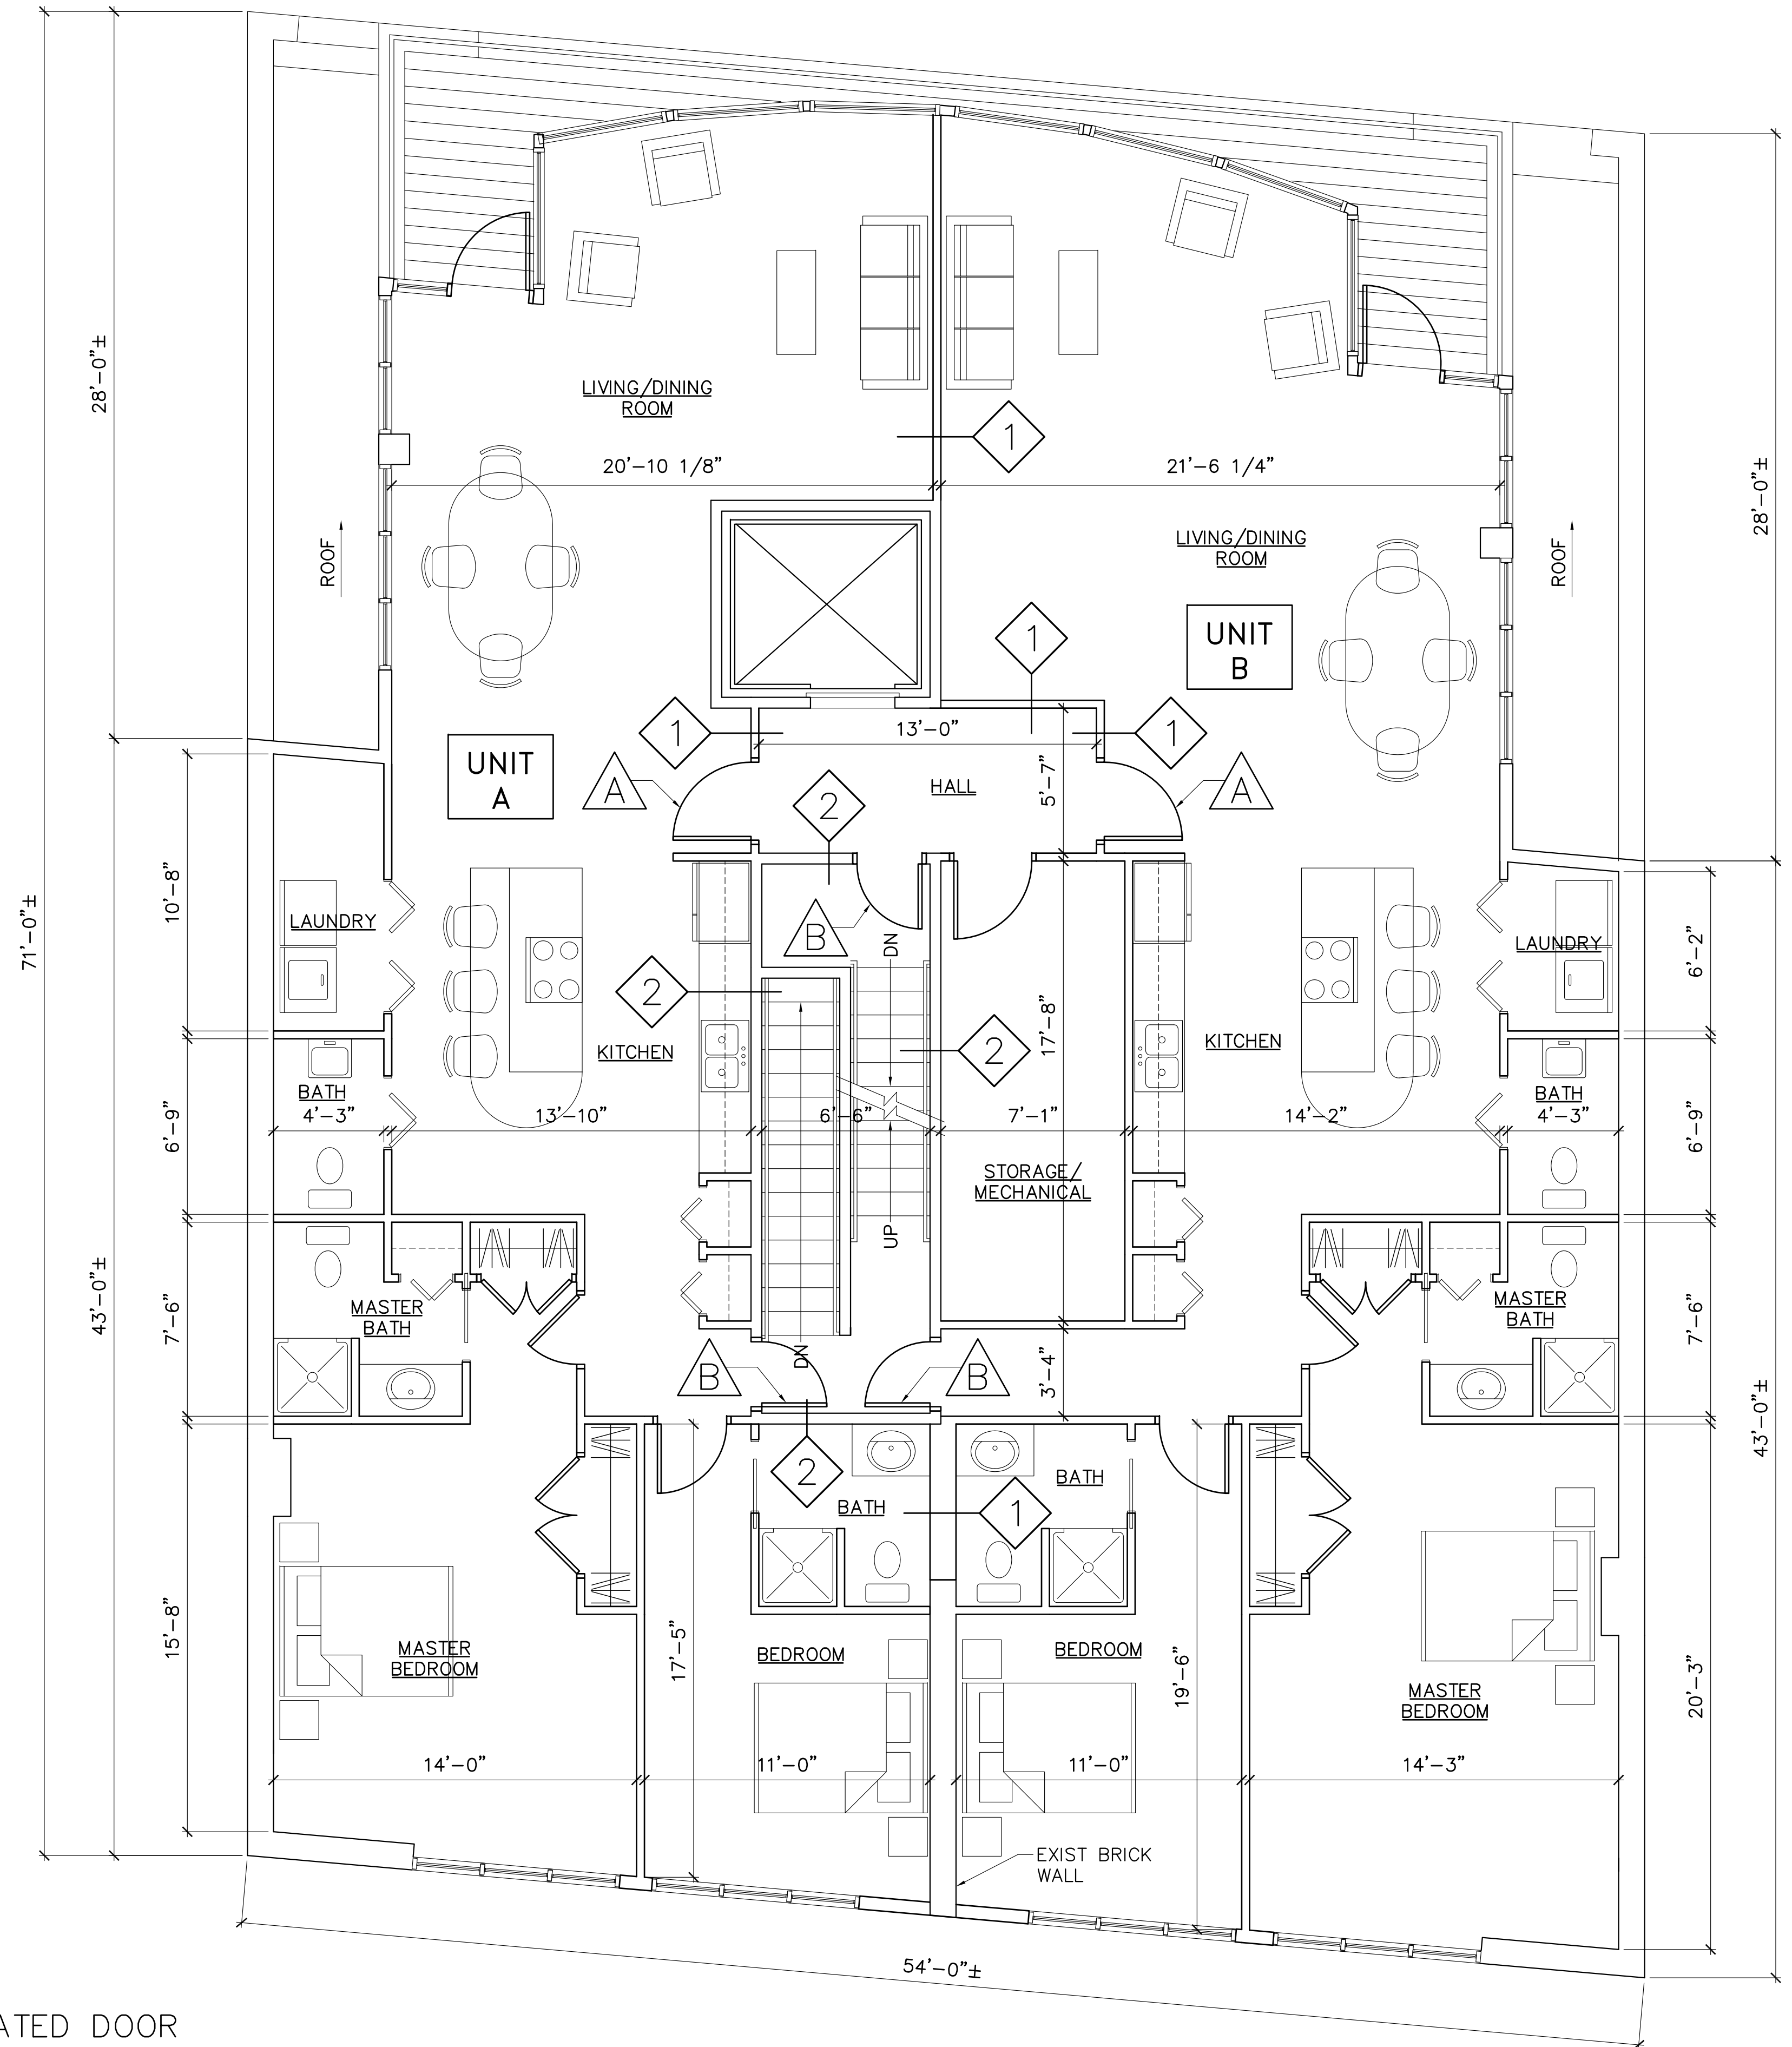 28'-0"±
LIVING/DINING
ROOM
1
20'-10 1/8"
21'-6 1/4"
28'-0"±
ROOF
LIVING/DINING
ROOM
ROOF
UNIT
B
1
1
13'-0"
1
UNIT
A
A
2
HALL
5'-7"
A
71'-0"±
10'-8"
LAUNDRY
B
DN
LAUNDRY
6'-2"
2
KITCHEN
2
17'-8"
KITCHEN
BATH
4'-3"
13'-10"
6'-6"
7'-1"
14'-2"
BATH
4'-3"
6'-9"
6'-9"
STORAGE/
MECHANICAL
UP
43'-0"±
7'-6"
MASTER
BATH
MASTER
BATH
7'-6"
B
DN
B
3'-4"
43'-0"±
2
BATH
1
BATH
15'-8"
MASTER
BEDROOM
17'-5"
BEDROOM
BEDROOM
19'-6"
MASTER
BEDROOM
20'-3"
14'-0"
11'-0"
11'-0"
14'-3"
EXIST BRICK
WALL
54'-0"±
ATED DOOR